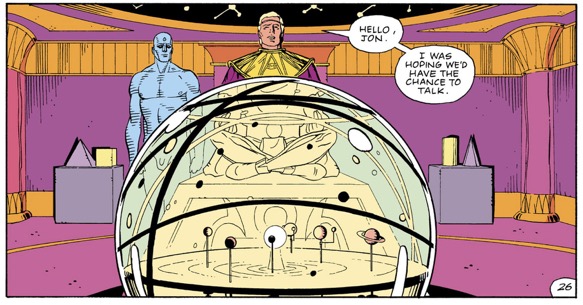 HELLO,
JON.
I WAS
HOPING WE'D
HAVE THE
CHANCE TO
TALK.
26